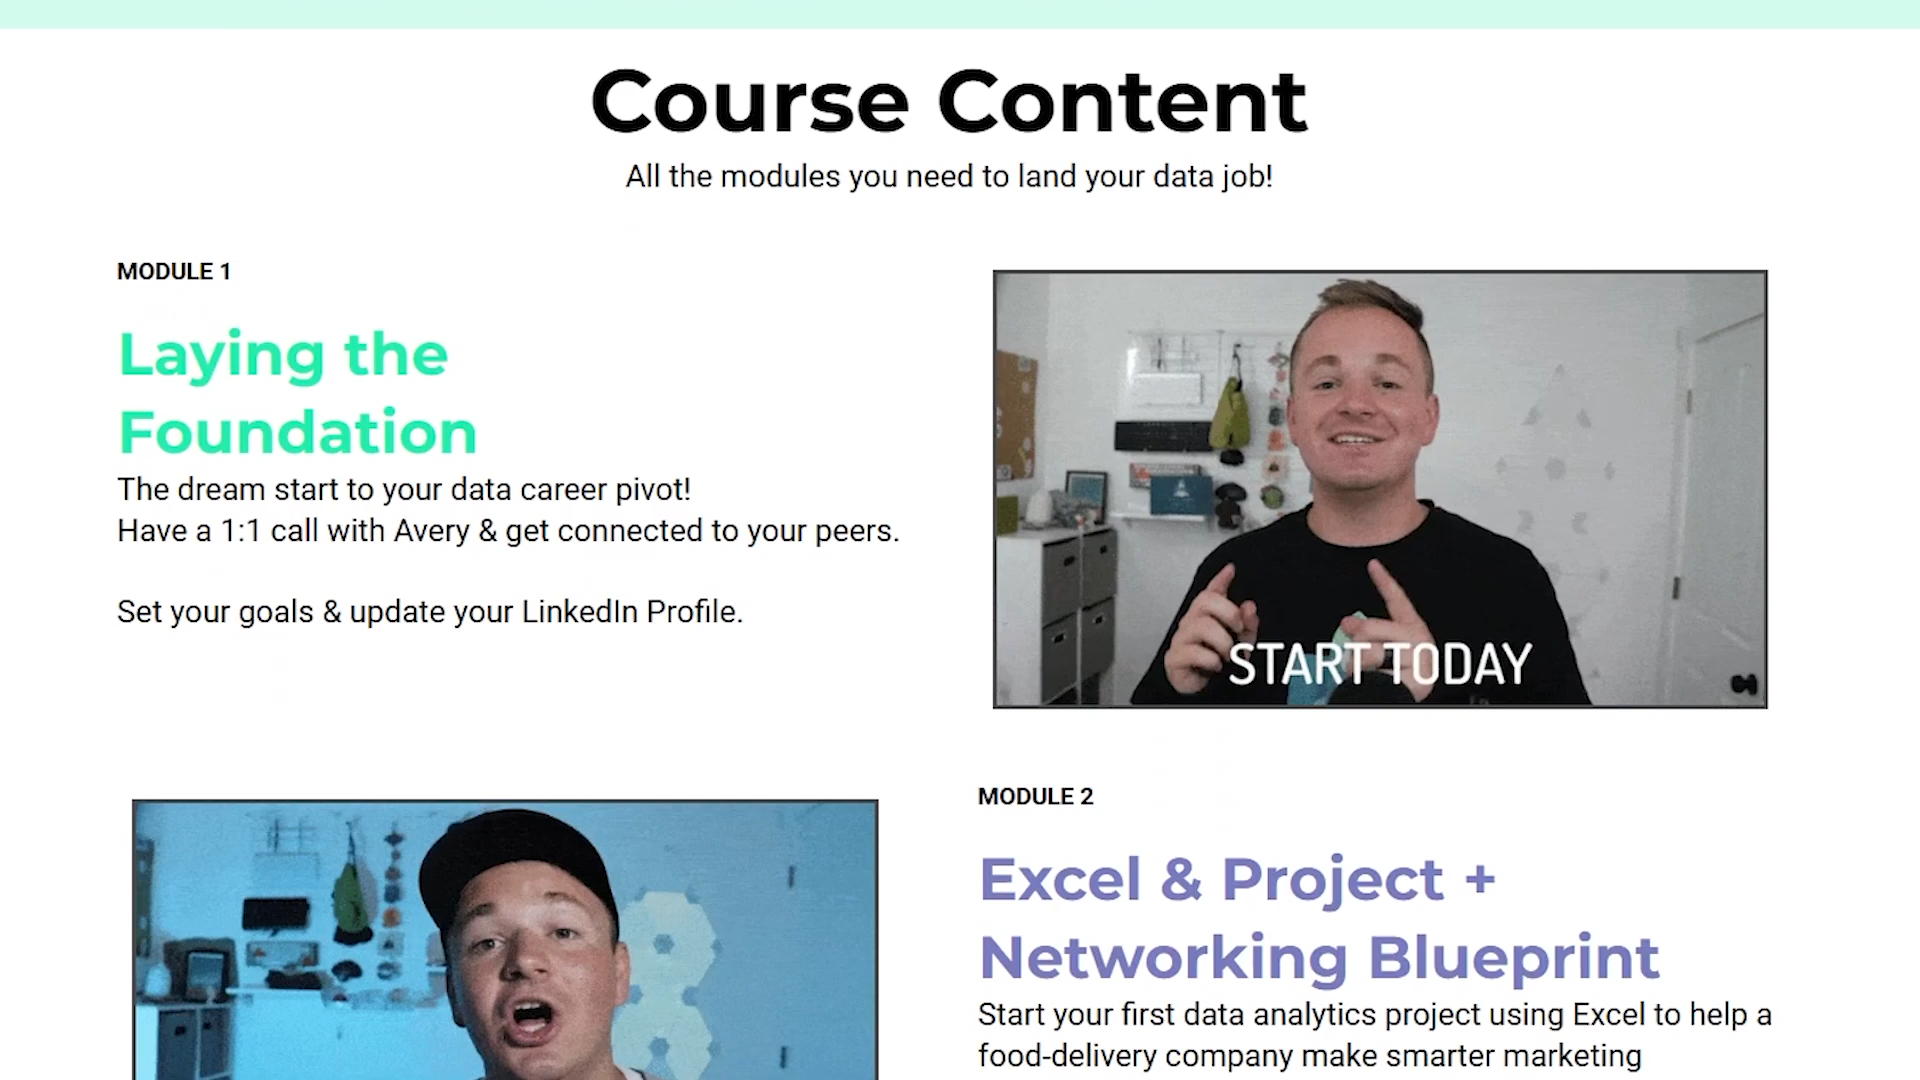 Course Content
All the modules you need to land your data job!
MODULE 1
Laying the
Foundation
The dream start to your data career pivot!
Have a 1:1 call with Avery & get connected to your peers.
Set your goals & update your LinkedIn Profile.
START TODAY
MODULE 2
Excel & Project +
Networking Blueprint
Start your first data analytics project using Excel to help a
food-delivery company make smarter marketing